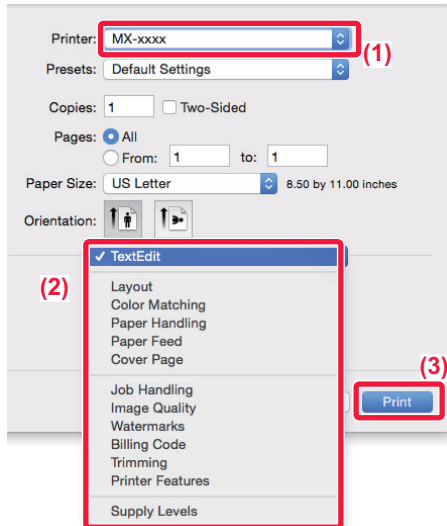 Printer: MX-xxxx
(1)
Presets: Default Settings
Copies: 1 Two-Sided
Pages: All
From: 1 to: 1
Paper Size: US Letter 8.50 by 11.00 inches
Orientation:
(2)
✓ TextEdit
Layout
Color Matching
Paper Handling
Paper Feed
Cover Page
Job Handling
Image Quality
Watermarks
Billing Code
Trimming
Printer Features
Supply Levels
(3)
Print